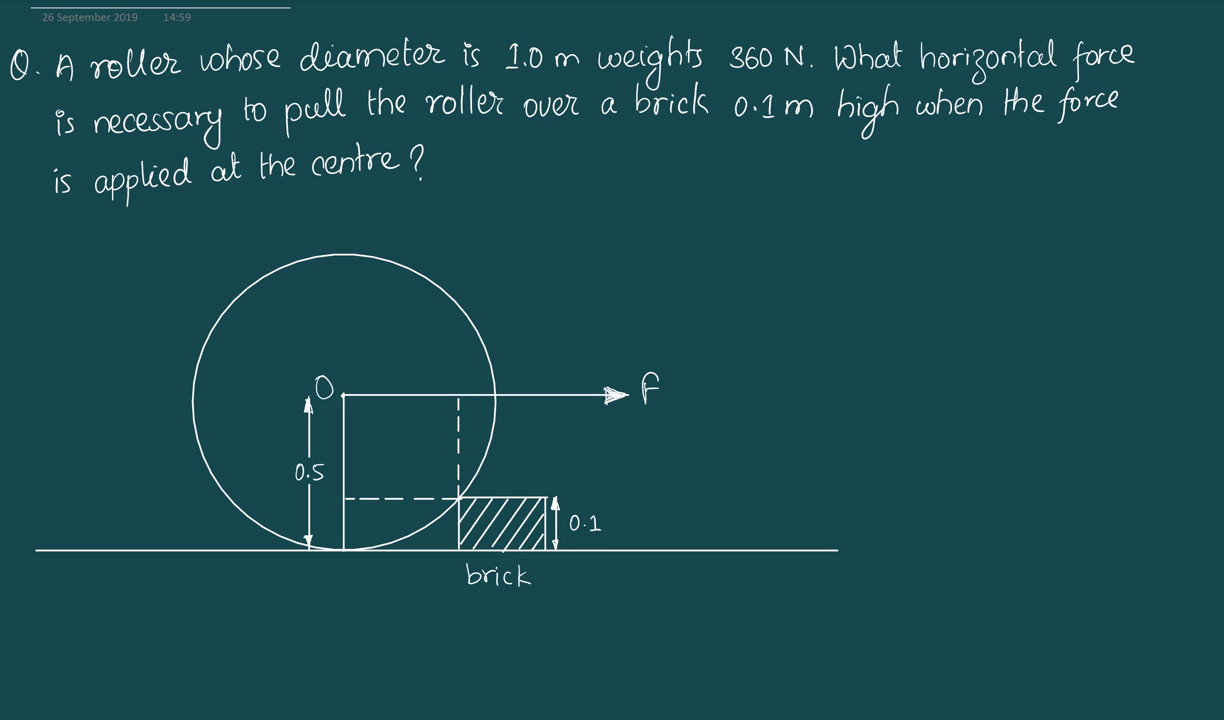 26 September 2019 14:59
Q. A roller whose diameter is 1.0 m weights 360 N. What horizontal force
is necessary to pull the roller over a brick 0.1 m high when the force
is applied at the centre?
O F
0.5
0.1
brick